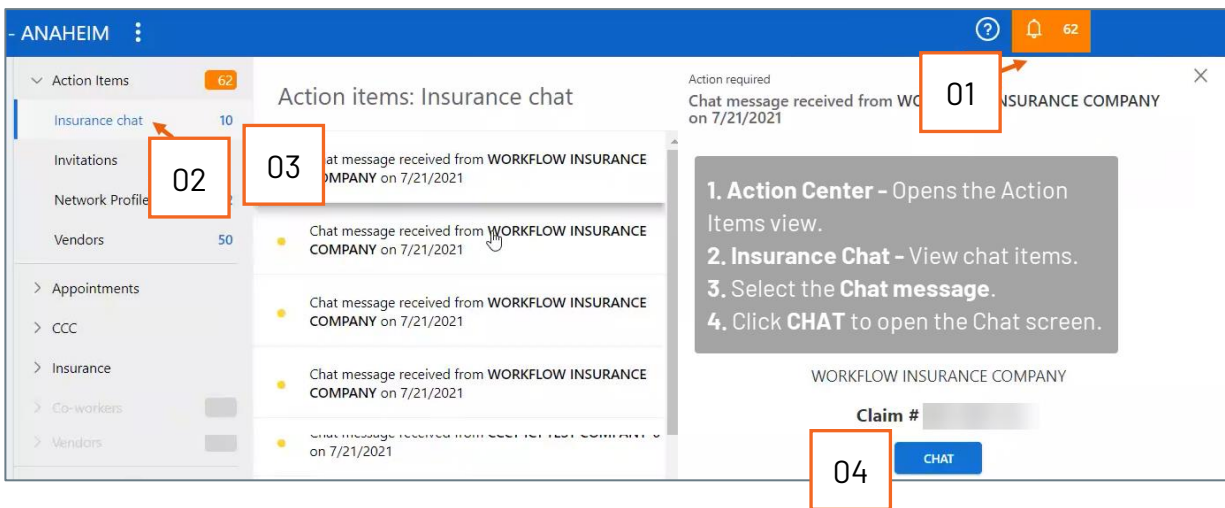 - ANAHEIM
62
Action Items
62
Insurance chat
10
Invitations
Network Profile
Vendors
50
Appointments
CCC
Insurance
Co-workers
Vendors
02
Action items: Insurance chat
03
at message received from WORKFLOW INSURANCE
MPANY on 7/21/2021
Chat message received from WORKFLOW INSURANCE
COMPANY on 7/21/2021
Chat message received from WORKFLOW INSURANCE
COMPANY on 7/21/2021
Chat message received from WORKFLOW INSURANCE
COMPANY on 7/21/2021
on 7/21/2021
Action required
Chat message received from WO
NSURANCE COMPANY
on 7/21/2021
01
1. Action Center - Opens the Action
Items view.
2. Insurance Chat - View chat items.
3. Select the Chat message.
4. Click CHAT to open the Chat screen.
WORKFLOW INSURANCE COMPANY
Claim #
CHAT
04